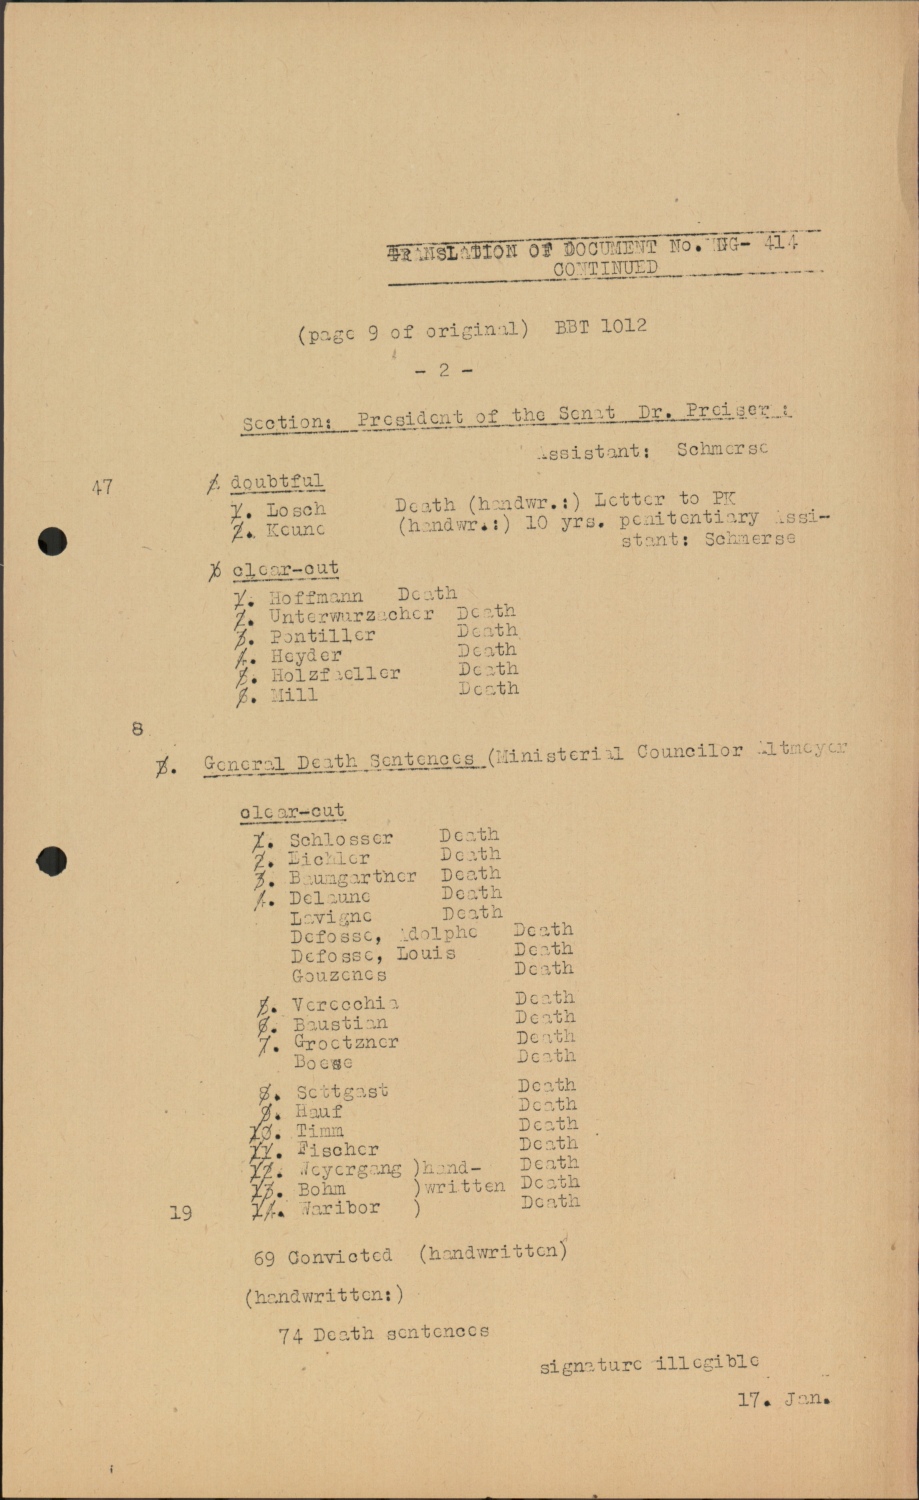 TRANSLATION OF DOCUMENT No. NG- 414
CONTINUED
(page 9 of original) BBT 1012
- 2 -
Section: President of the Senat Dr. Preiser :
Assistant: Schmerse
47 / doubtful
1. Losch Death (handwr.:) Letter to PK
2. Keune (handwr.:) 10 yrs. penitentiary Assi-
stant: Schmerse
/ clear-cut
1. Hoffmann Death
2. Unterwurzacher Death
3. Pontiller Death
4. Heyder Death
5. Holzfaeller Death
6. Mill Death
8
General Death Sentences (Ministerial Councilor Altmeyer
clear-cut
1. Schlosser Death
2. Eichler Death
3. Baumgartner Death
4. Delaune Death
Lavigne Death
Defosse, Adolphe Death
Defosse, Louis Death
Gouzenes Death
5. Verecchia Death
6. Baustian Death
7. Groetzner Death
Boese Death
8. Settgast Death
9. Hauf Death
10. Timm Death
11. Fischer Death
12. Weyergang )hand- Death
13. Bohm )written Death
19 14. Waribor ) Death
69 Convicted (handwritten)
(handwritten:)
74 Death sentences
signature illegible
17. Jan.